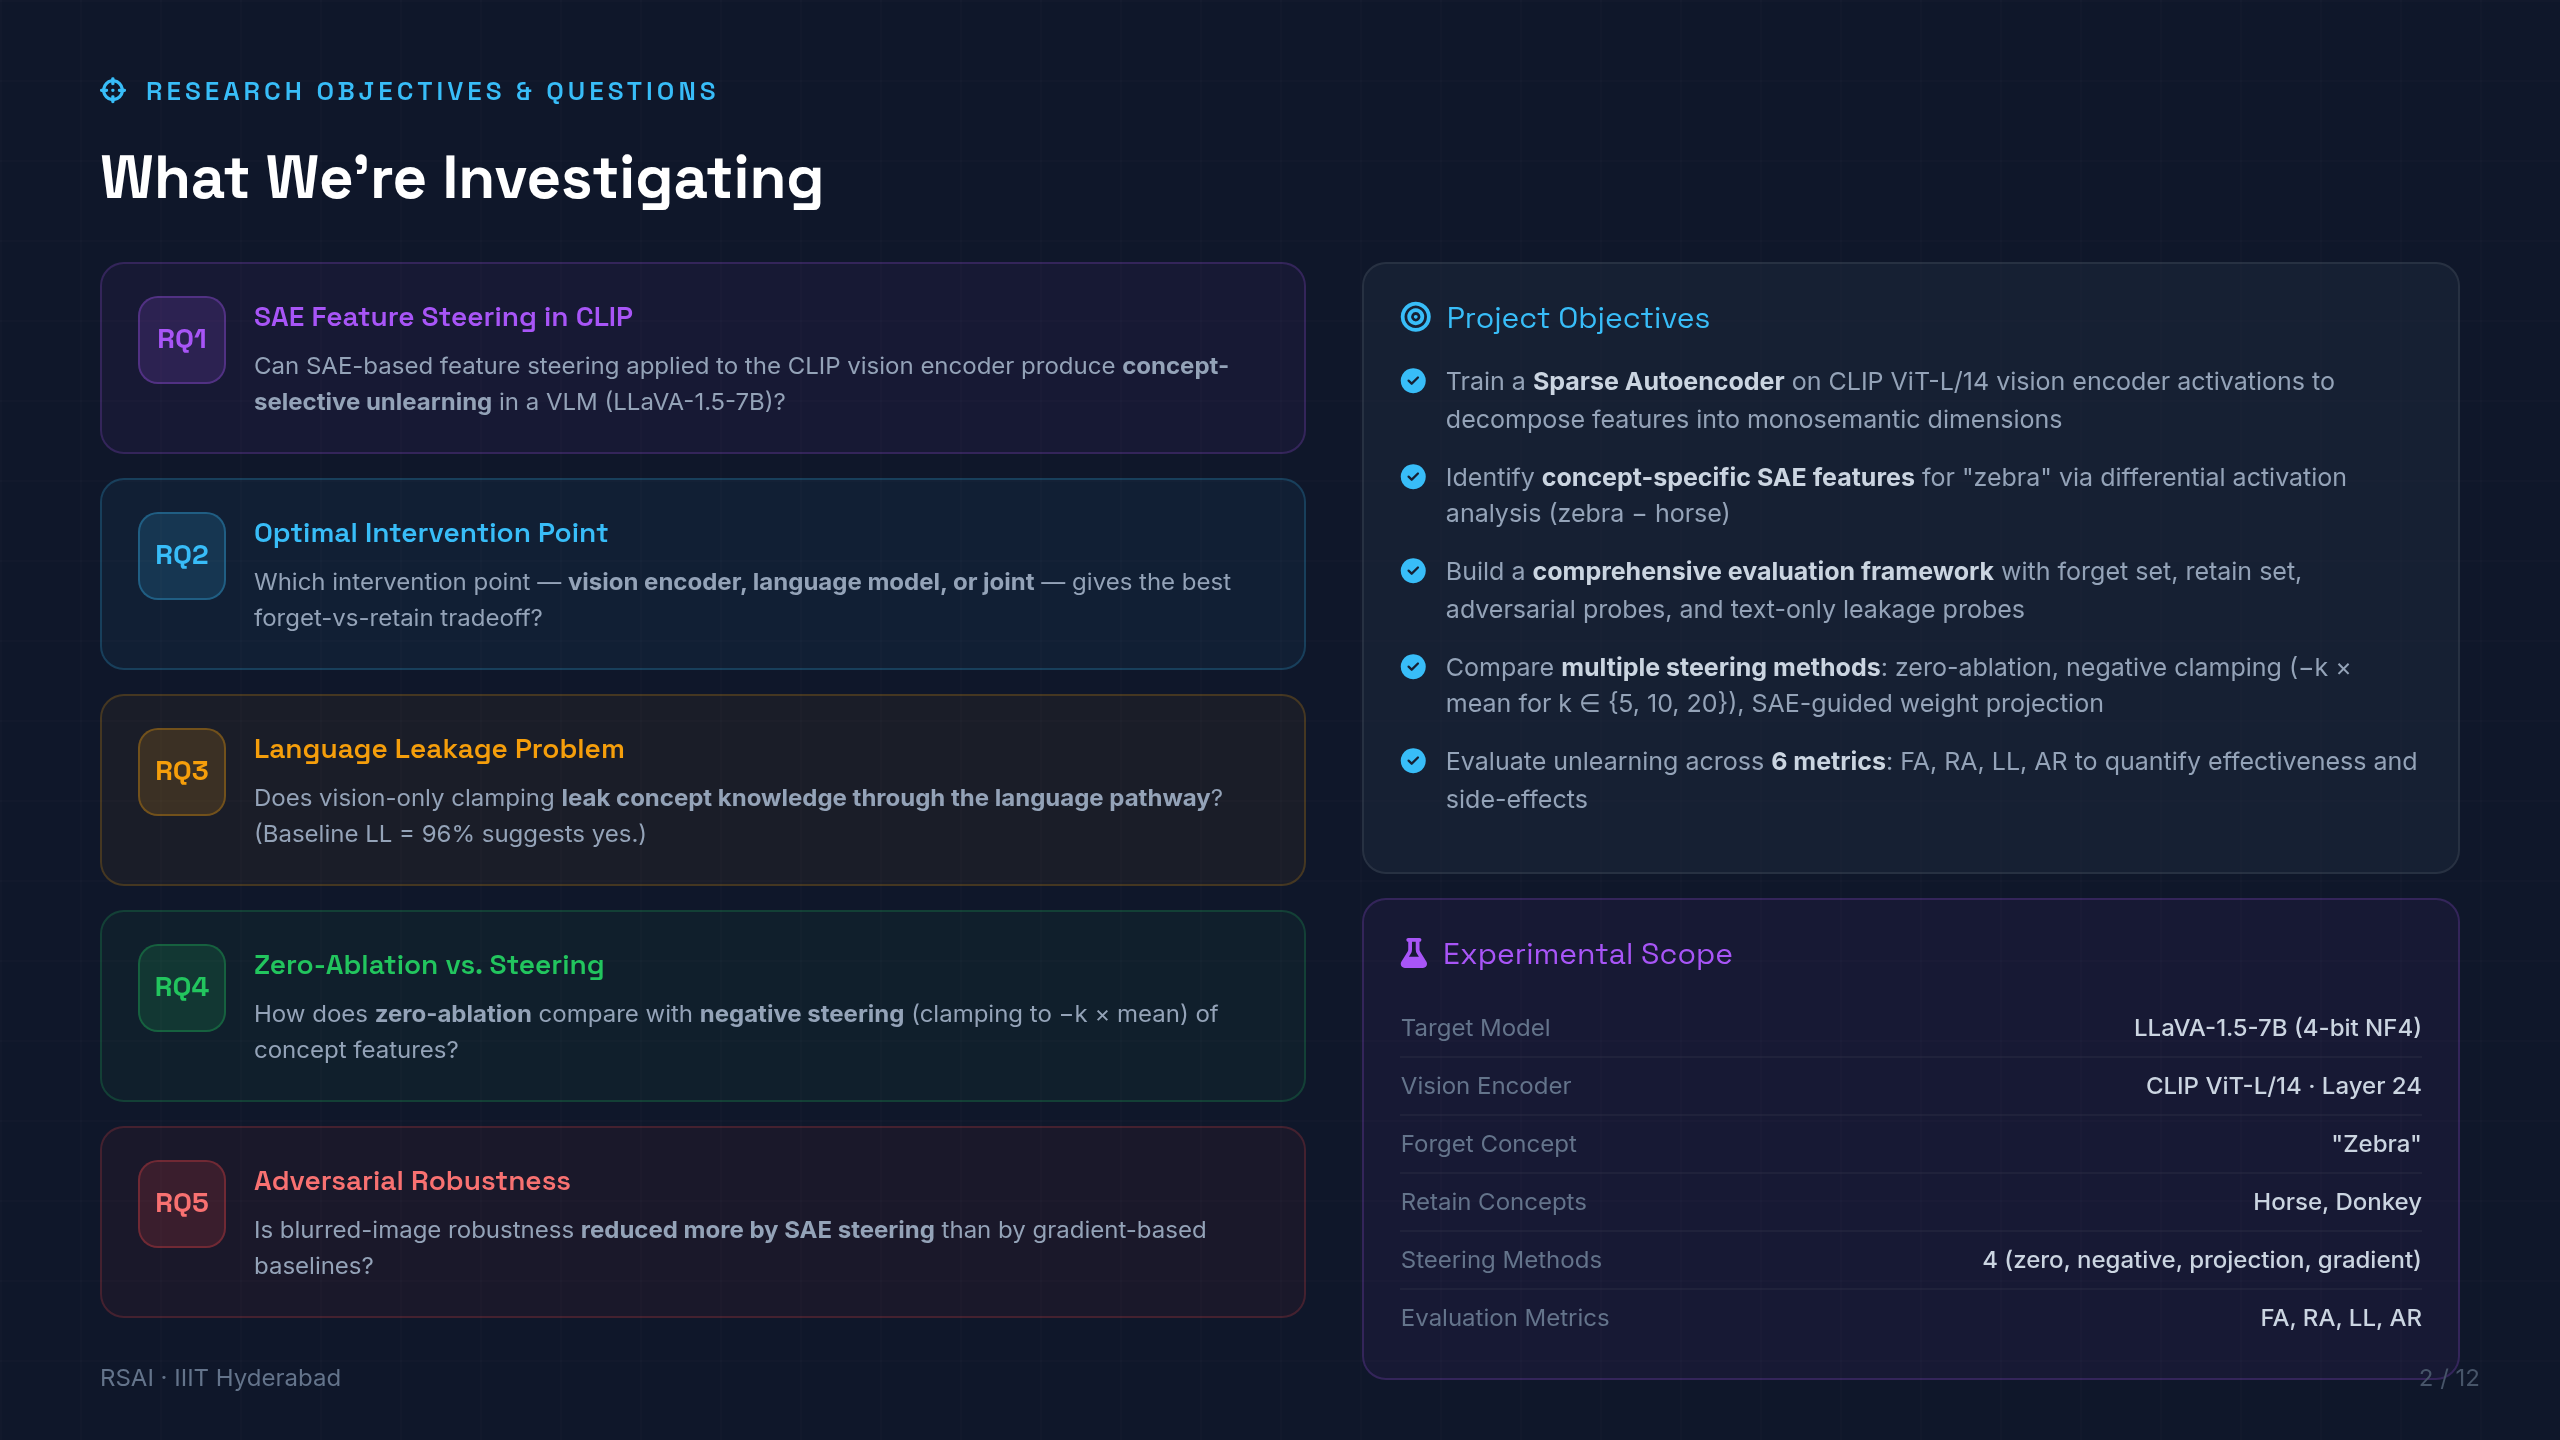 RESEARCH OBJECTIVES & QUESTIONS
What We’re Investigating
RQ1
SAE Feature Steering in CLIP
Can SAE-based feature steering applied to the CLIP vision encoder produce concept-
selective unlearning in a VLM (LLaVA-1.5-7B)?
RQ2
Optimal Intervention Point
Which intervention point — vision encoder, language model, or joint — gives the best
forget-vs-retain tradeoff?
RQ3
Language Leakage Problem
Does vision-only clamping leak concept knowledge through the language pathway?
(Baseline LL = 96% suggests yes.)
RQ4
Zero-Ablation vs. Steering
How does zero-ablation compare with negative steering (clamping to −k × mean) of
concept features?
RQ5
Adversarial Robustness
Is blurred-image robustness reduced more by SAE steering than by gradient-based
baselines?
Project Objectives
Train a Sparse Autoencoder on CLIP ViT-L/14 vision encoder activations to
decompose features into monosemantic dimensions
Identify concept-specific SAE features for "zebra" via differential activation
analysis (zebra − horse)
Build a comprehensive evaluation framework with forget set, retain set,
adversarial probes, and text-only leakage probes
Compare multiple steering methods: zero-ablation, negative clamping (−k ×
mean for k ∈ {5, 10, 20}), SAE-guided weight projection
Evaluate unlearning across 6 metrics: FA, RA, LL, AR to quantify effectiveness and
side-effects
Experimental Scope
Target Model LLaVA-1.5-7B (4-bit NF4)
Vision Encoder CLIP ViT-L/14 · Layer 24
Forget Concept "Zebra"
Retain Concepts Horse, Donkey
Steering Methods 4 (zero, negative, projection, gradient)
Evaluation Metrics FA, RA, LL, AR
RSAI · IIIT Hyderabad
2 / 12